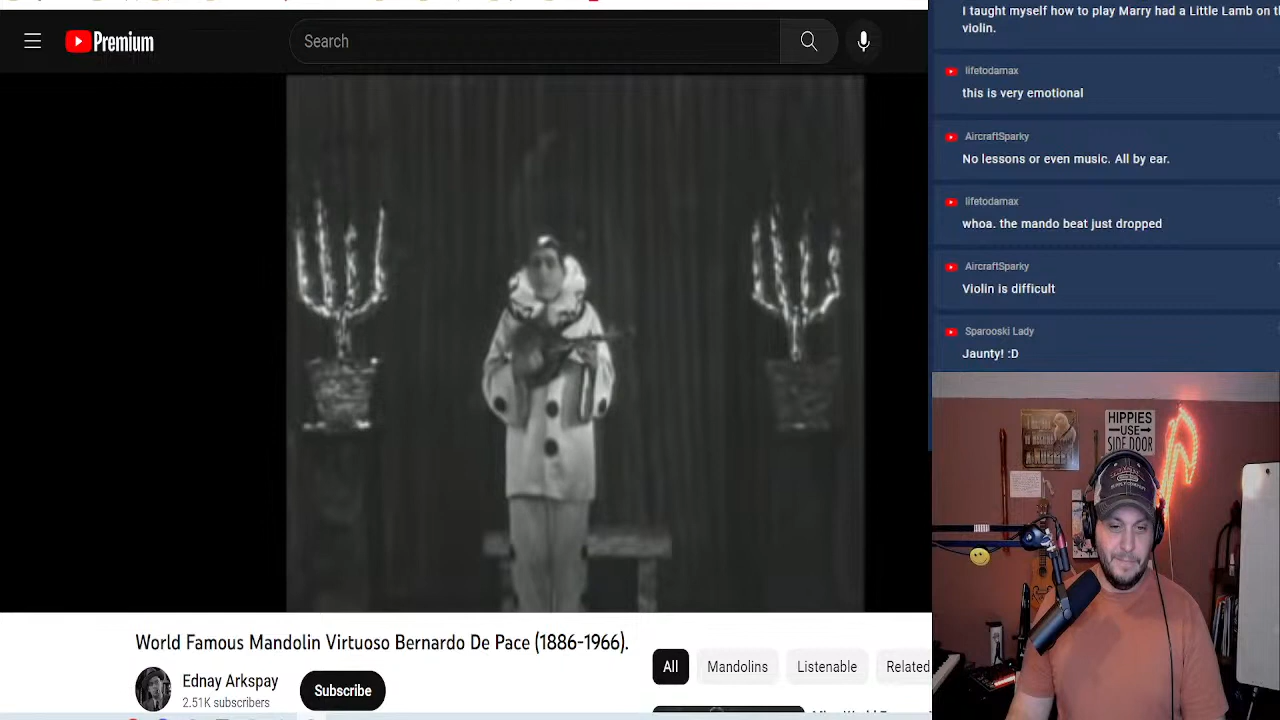 Premium
Search
World Famous Mandolin Virtuoso Bernardo De Pace (1886-1966).
Ednay Arkspay
2.51K subscribers
Subscribe
All
Mandolins
Listenable
Related
I taught myself how to play Marry had a Little Lamb on th
violin.
lifetodamax
this is very emotional
AircraftSparky
No lessons or even music. All by ear.
lifetodamax
whoa. the mando beat just dropped
AircraftSparky
Violin is difficult
Sparooski Lady
Jaunty! :D
HIPPIES
USE
SIDE DOOR